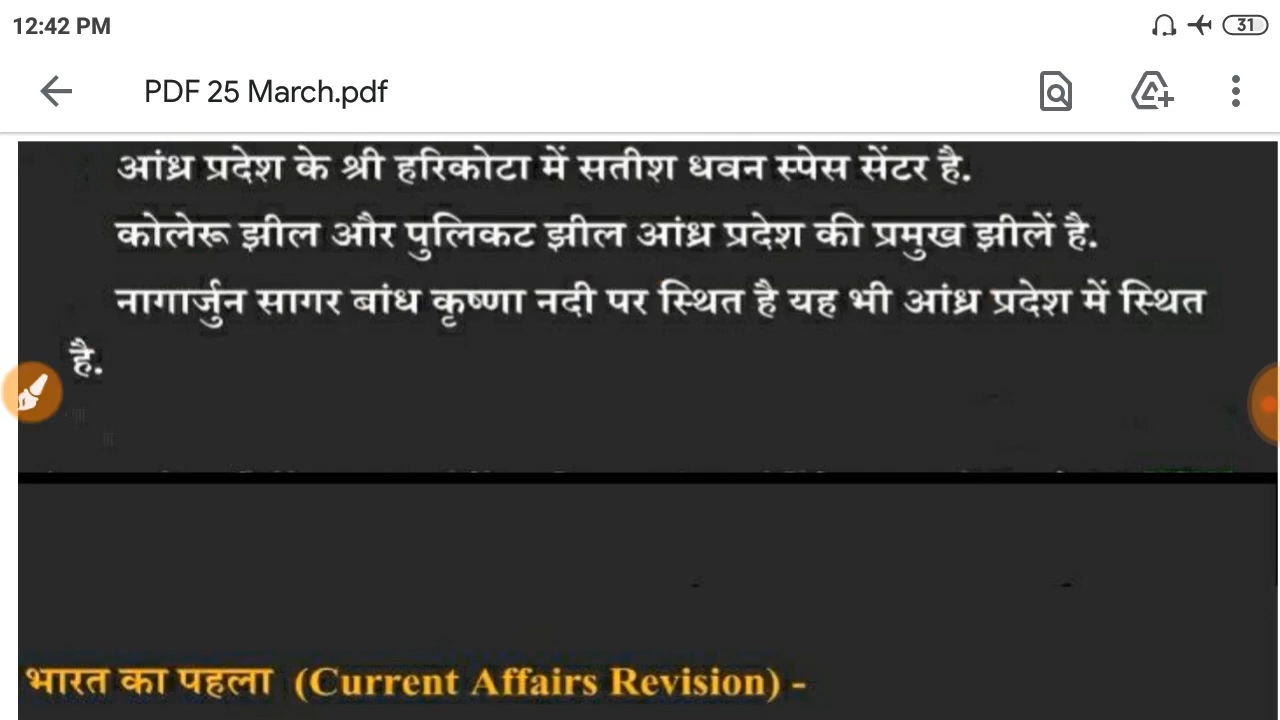 12:42 PM
31
PDF 25 March.pdf
आंध्र प्रदेश के श्री हरिकोटा में सतीश धवन स्पेस सेंटर है.
कोलेरू झील और पुलिकट झील आंध्र प्रदेश की प्रमुख झीलें है.
नागार्जुन सागर बांध कृष्णा नदी पर स्थित है यह भी आंध्र प्रदेश में स्थित
है.
भारत का पहला (Current Affairs Revision) -